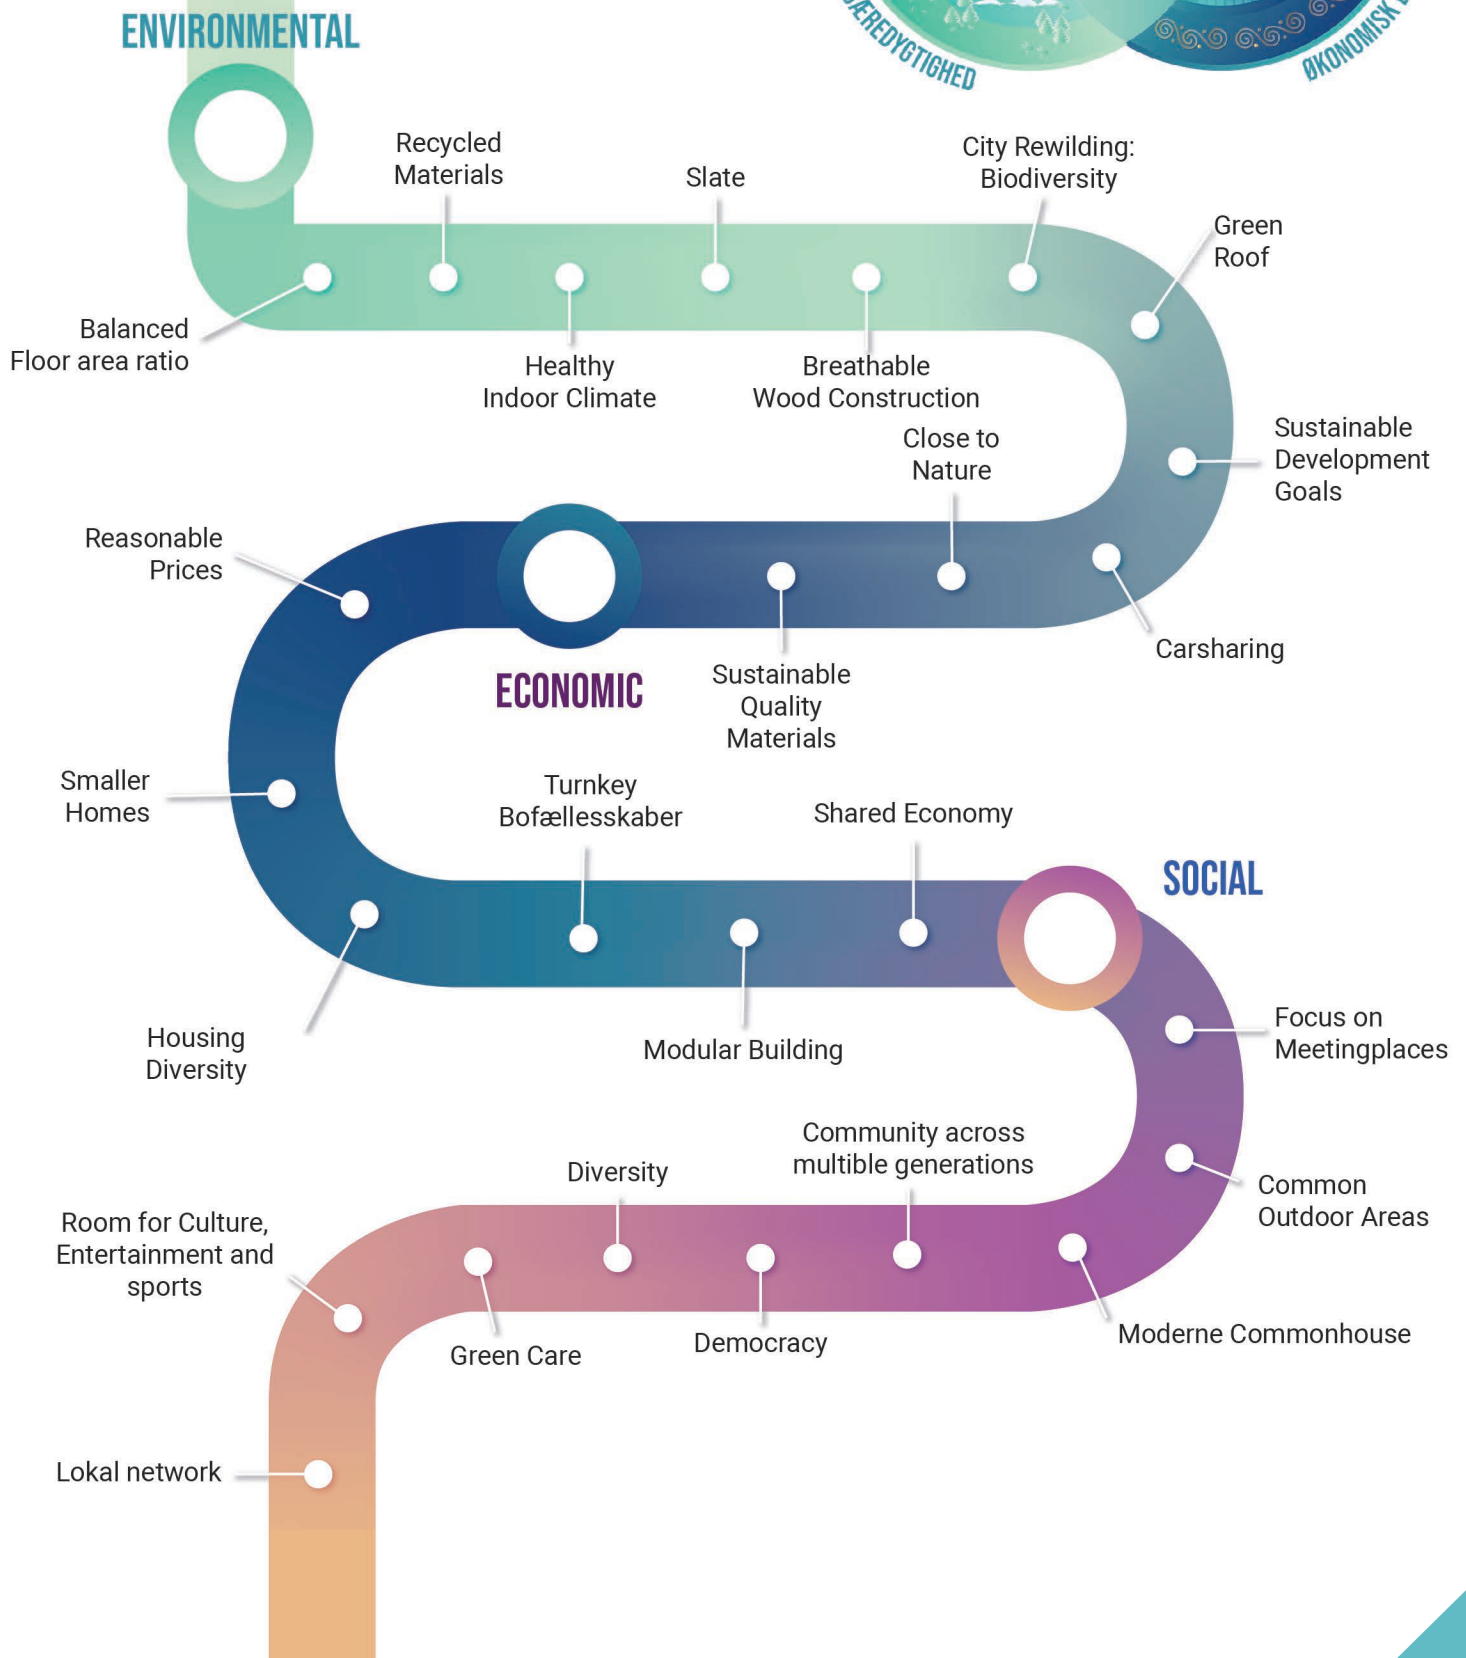 ENVIRONMENTAL
ÆREDYGTIGHED
ØKONOMISK
Recycled
Materials
Slate
City Rewilding:
Biodiversity
Green
Roof
Balanced
Floor area ratio
Healthy
Indoor Climate
Breathable
Wood Construction
Close to
Nature
Sustainable
Development
Goals
Reasonable
Prices
ECONOMIC
Sustainable
Quality
Materials
Carsharing
Smaller
Homes
Turnkey
Bofællesskaber
Shared Economy
SOCIAL
Housing
Diversity
Modular Building
Focus on
Meetingplaces
Community across
multible generations
Diversity
Common
Outdoor Areas
Room for Culture,
Entertainment and
sports
Green Care
Democracy
Moderne Commonhouse
Lokal network